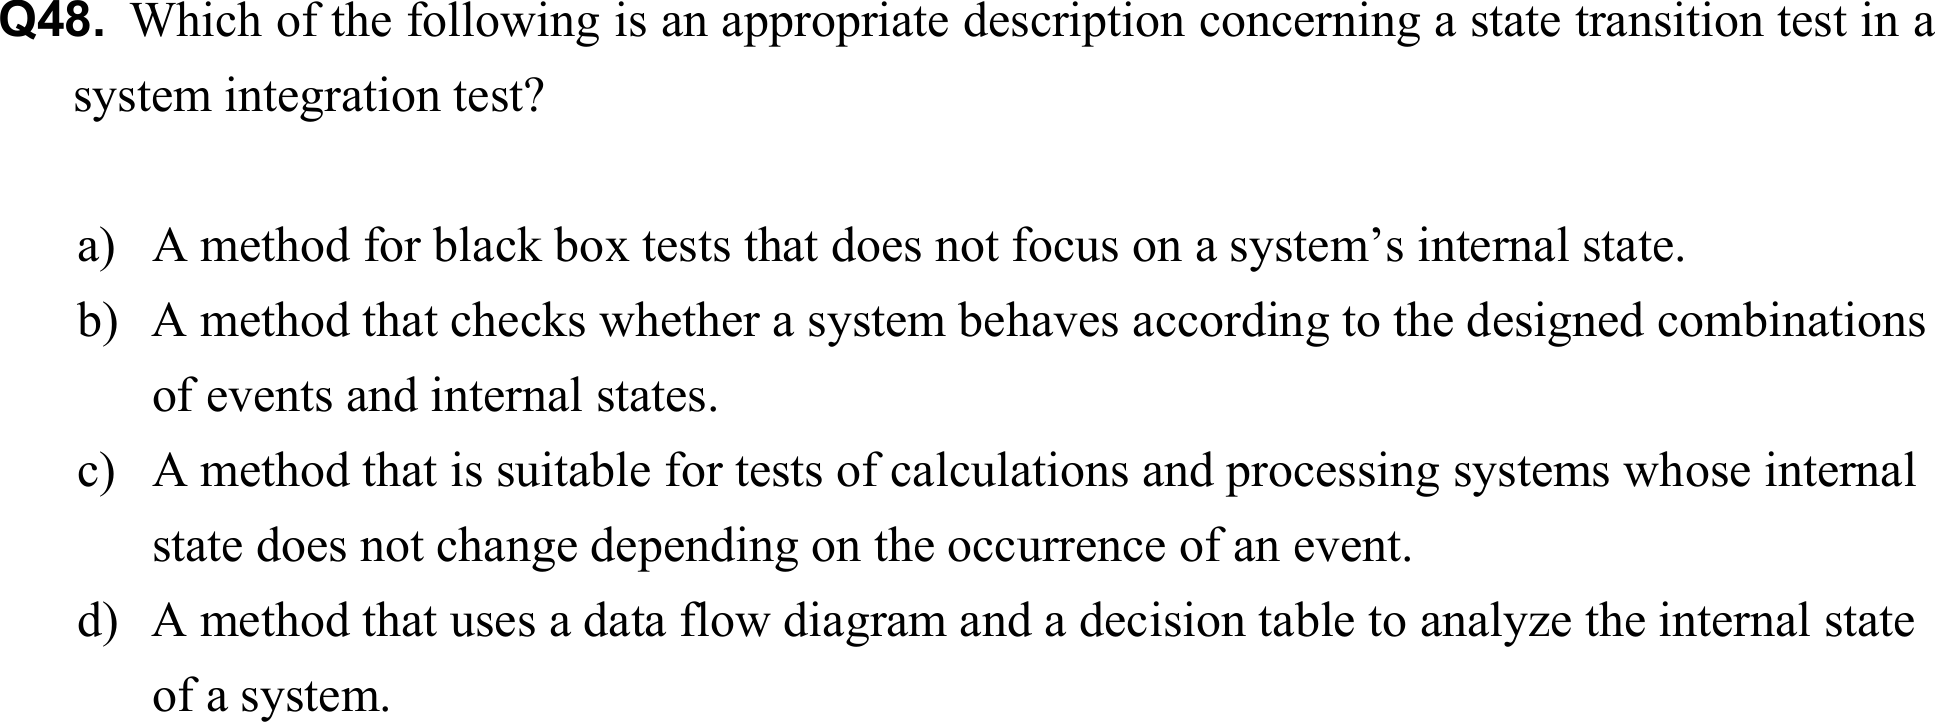 Q48. Which of the following is an appropriate description concerning a state transition test in a
system integration test?
a) A method for black box tests that does not focus on a system’s internal state.
b) A method that checks whether a system behaves according to the designed combinations
of events and internal states.
c) A method that is suitable for tests of calculations and processing systems whose internal
state does not change depending on the occurrence of an event.
d) A method that uses a data flow diagram and a decision table to analyze the internal state
of a system.